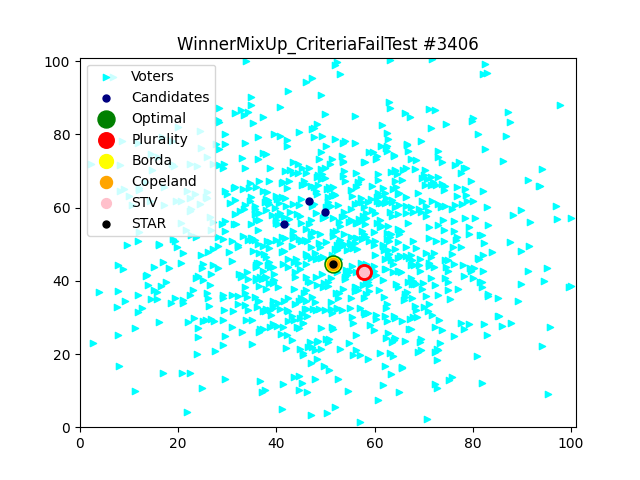 WinnerMixUp_CriteriaFailTest #3406
100
80
60
40
20
0
0 20 40 60 80 100
Voters
Candidates
Optimal
Plurality
Borda
Copeland
STV
STAR